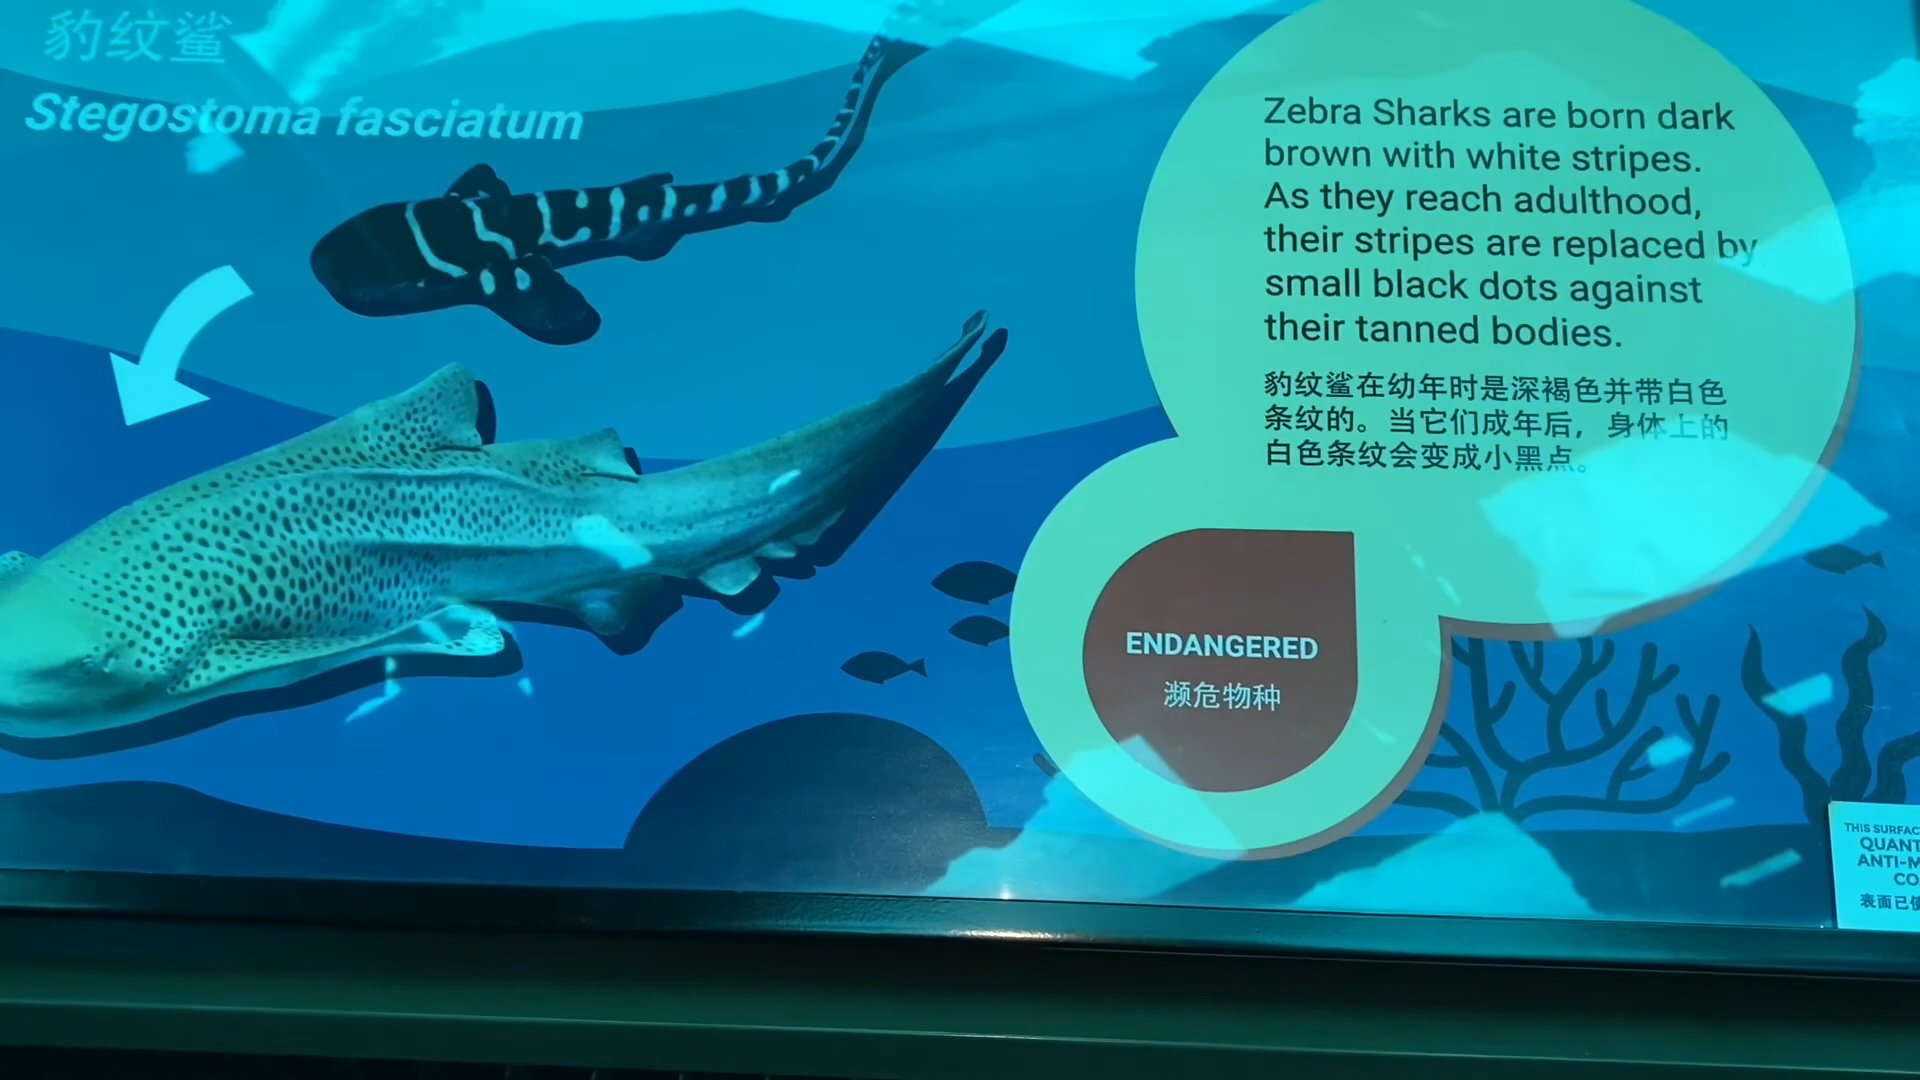 豹纹鲨
Stegostoma fasciatum
Zebra Sharks are born dark
brown with white stripes.
As they reach adulthood,
their stripes are replaced by
small black dots against
their tanned bodies.
豹纹鲨在幼年时是深褐色并带白色
条纹的。当它们成年后，身体上的
白色条纹会变成小黑点。
ENDANGERED
濒危物种
THIS
表面已